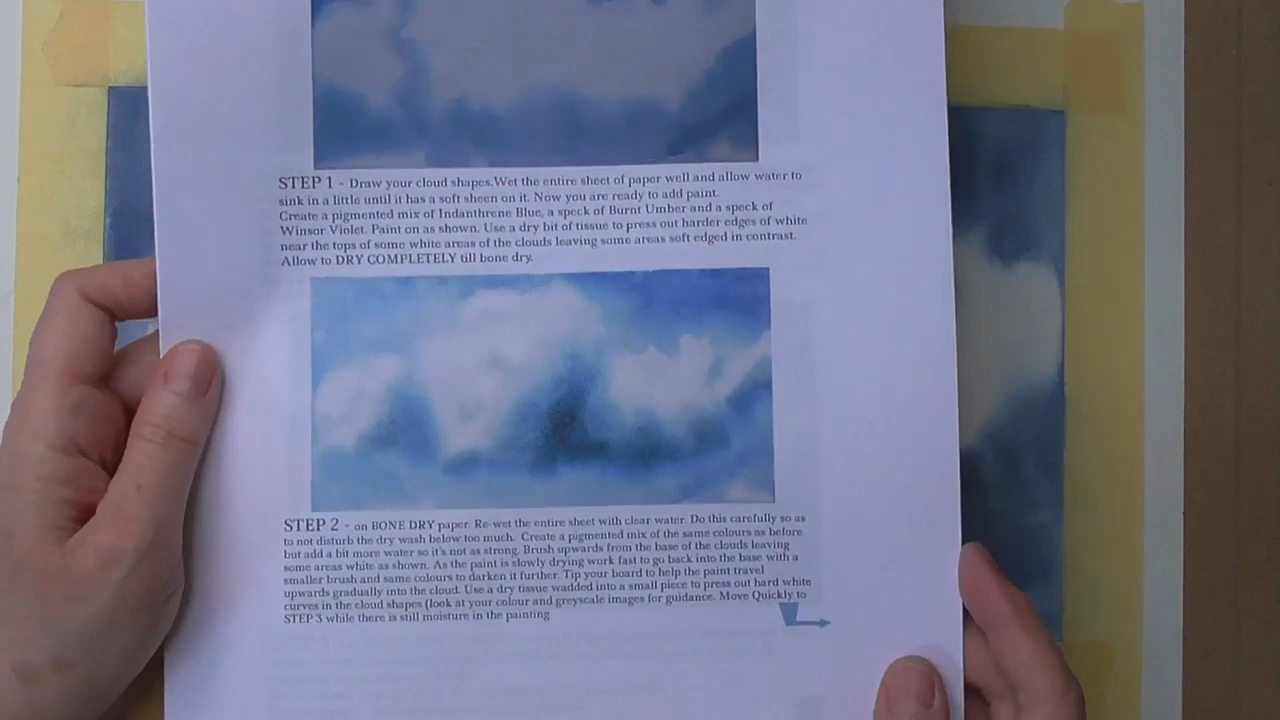 STEP 1 - Draw your cloud shapes.Wet the entire sheet of paper well and allow water to
sink in a little until it has a soft sheen on it. Now you are ready to add paint.
Create a pigmented mix of Indanthrene Blue, a speck of Burnt Umber and a speck of
Winsor Violet. Paint on as shown. Use a dry bit of tissue to press out harder edges of white
near the tops of some white areas of the clouds leaving some areas soft edged in contrast.
Allow to DRY COMPLETELY till bone dry.
STEP 2 - on BONE DRY paper. Re-wet the entire sheet with clear water. Do this carefully so as
to not disturb the dry wash below too much. Create a pigmented mix of the same colours as before
but add a bit more water so it's not as strong. Brush upwards from the base of the clouds leaving
some areas white as shown. As the paint is slowly drying work fast to go back into the base with a
smaller brush and same colours to darken it further. Tip your board to help the paint travel
upwards gradually into the cloud. Use a dry tissue wadded into a small piece to press out hard white
curves in the cloud shapes (look at your colour and greyscale images for guidance. Move Quickly to
STEP 3 while there is still moisture in the painting